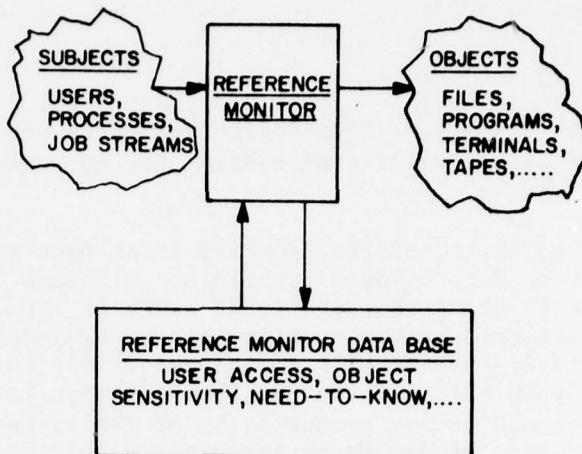 SUBJECTS
USERS,
PROCESSES,
JOB STREAMS
REFERENCE
MONITOR
OBJECTS
FILES,
PROGRAMS,
TERMINALS,
TAPES,.....
REFERENCE MONITOR DATA BASE
USER ACCESS, OBJECT
SENSITIVITY, NEED--TO-KNOW,....